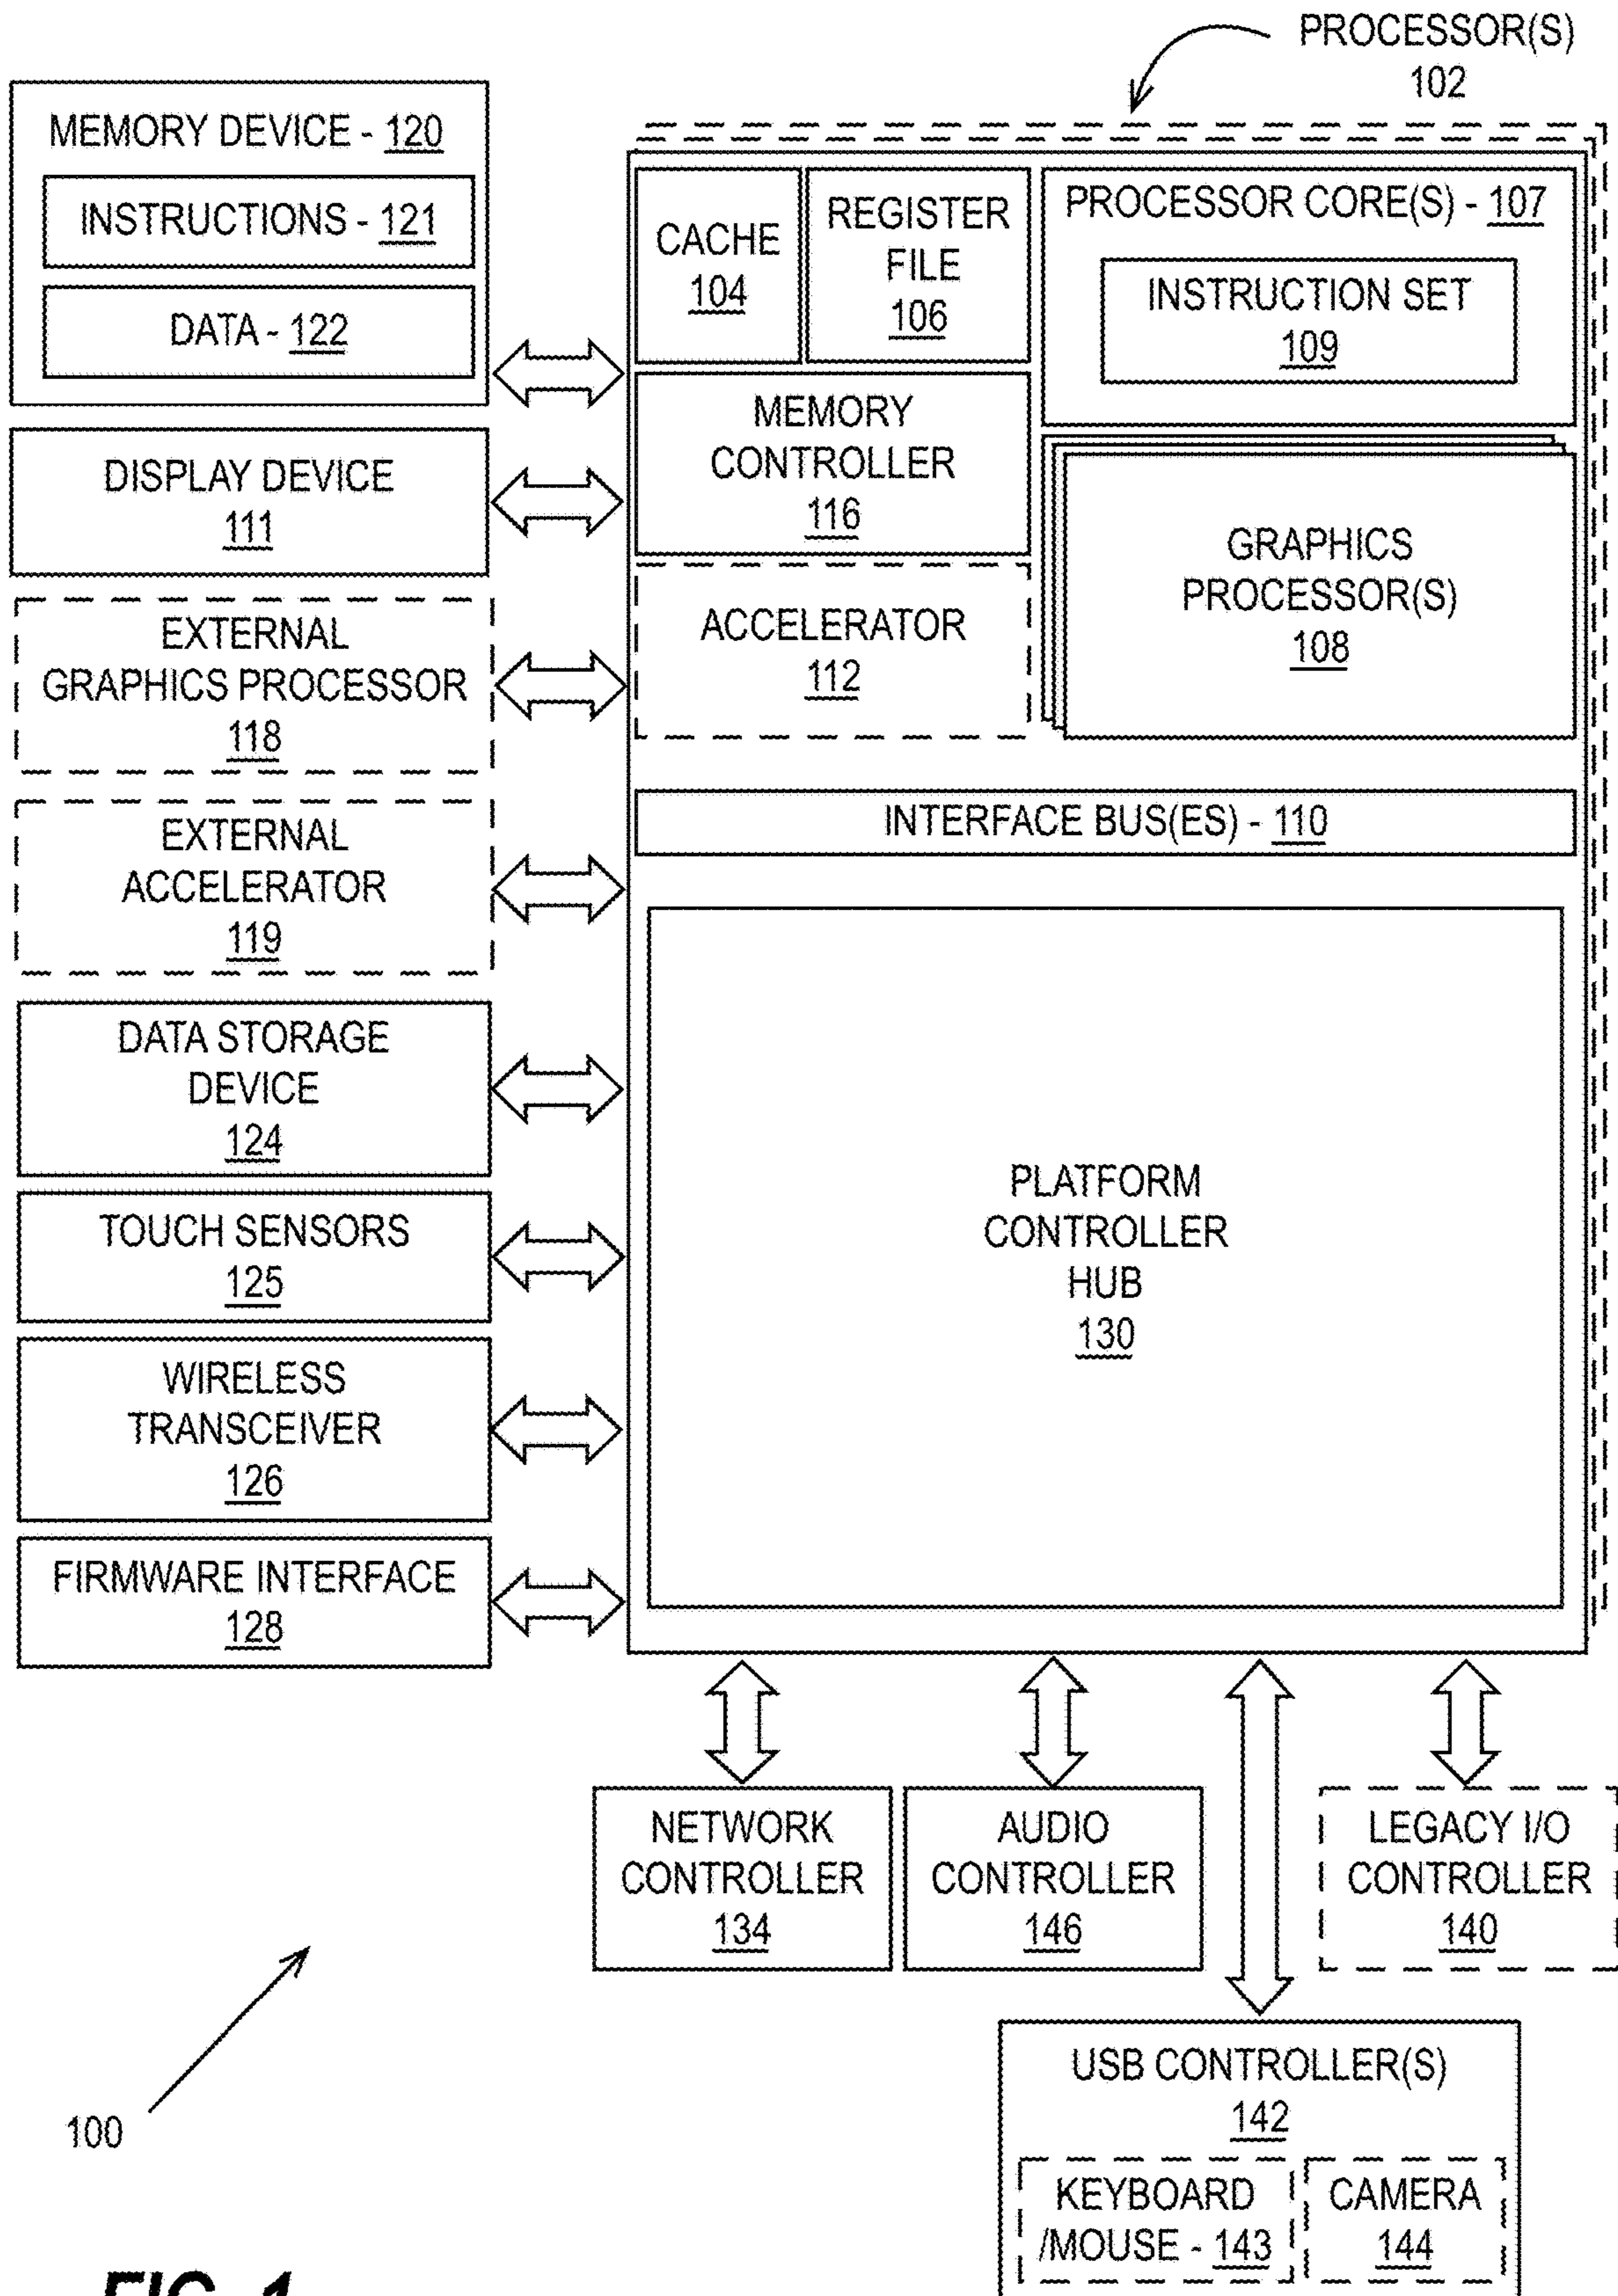 PROCESSOR(S)
102
MEMORY DEVICE - 120
INSTRUCTIONS - 121
DATA - 122
DISPLAY DEVICE
111
EXTERNAL
GRAPHICS PROCESSOR
118
EXTERNAL
ACCELERATOR
119
DATA STORAGE
DEVICE
124
TOUCH SENSORS
125
WIRELESS
TRANSCEIVER
126
FIRMWARE INTERFACE
128
CACHE
104
REGISTER
FILE
106
PROCESSOR CORE(S) - 107
INSTRUCTION SET
109
MEMORY
CONTROLLER
116
GRAPHICS
PROCESSOR(S)
108
ACCELERATOR
112
INTERFACE BUS(ES) - 110
PLATFORM
CONTROLLER
HUB
130
NETWORK
CONTROLLER
134
AUDIO
CONTROLLER
146
LEGACY I/O
CONTROLLER
140
USB CONTROLLER(S)
142
KEYBOARD
/MOUSE - 143
CAMERA
144
100
FIG. 1